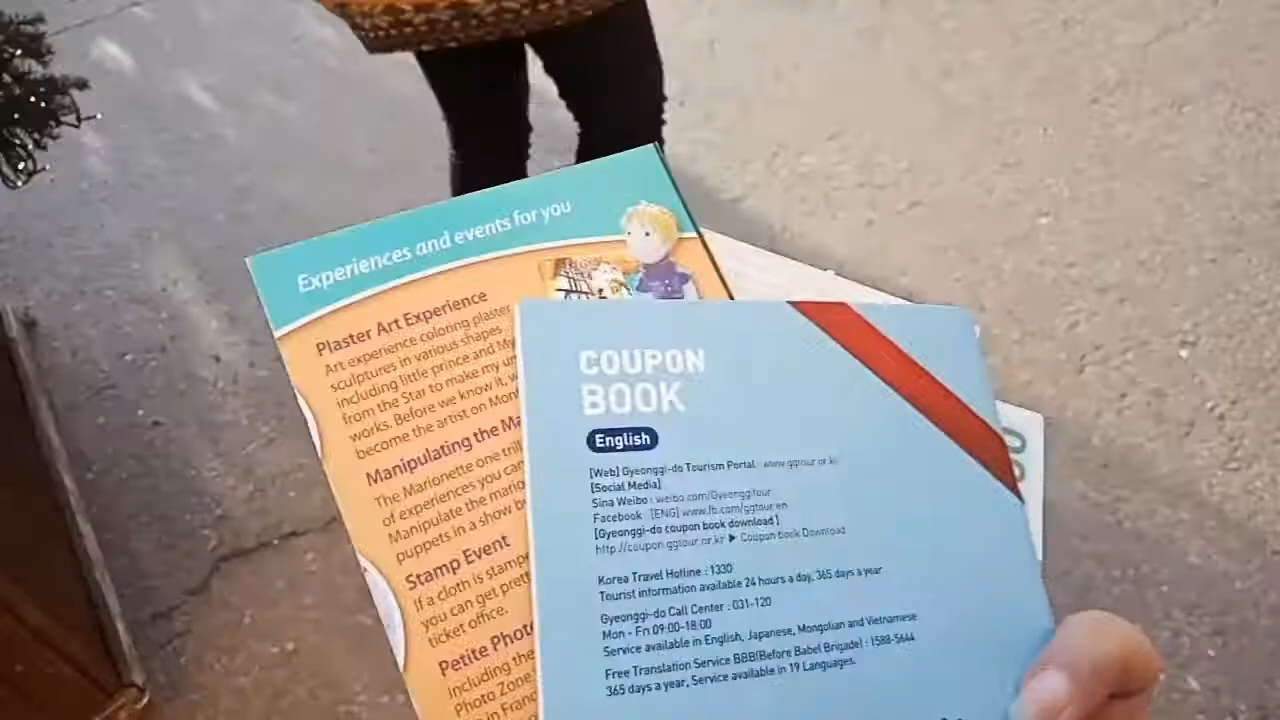 Experiences and events for you
Plaster Art Experience
Art experience coloring plaster
sculptures in various shapes
including little prince and My
from the Star to make my
works. Before we know it,
become the artist on
Manipulating the
The Marionette one
of experiences you can
Manipulate the
puppets in a show
Stamp Event
If a cloth is
you can get
ticket office.
Petite
including the
Photo Zone
in
COUPON
BOOK
English
[Web] Gyeonggi-do Tourism Portal : www.ggtour.or.kr
[Social Media]
Sina Weibo : weibo.com/Gyeonggitour
Facebook : [ENG] www.fb.com/ggtour.en
[Gyeonggi-do coupon book download]
http://coupon.ggtour.or.kr ▶ Coupon book Download
Korea Travel Hotline : 1330
Tourist information available 24 hours a day, 365 days a year
Gyeonggi-do Call Center : 031-120
Mon - Fri 09:00-18:00
Service available in English, Japanese, Mongolian and Vietnamese
Free Translation Service BBB(Before Babel Brigade) : 1588-5644
365 days a year, Service available in 19 Languages.